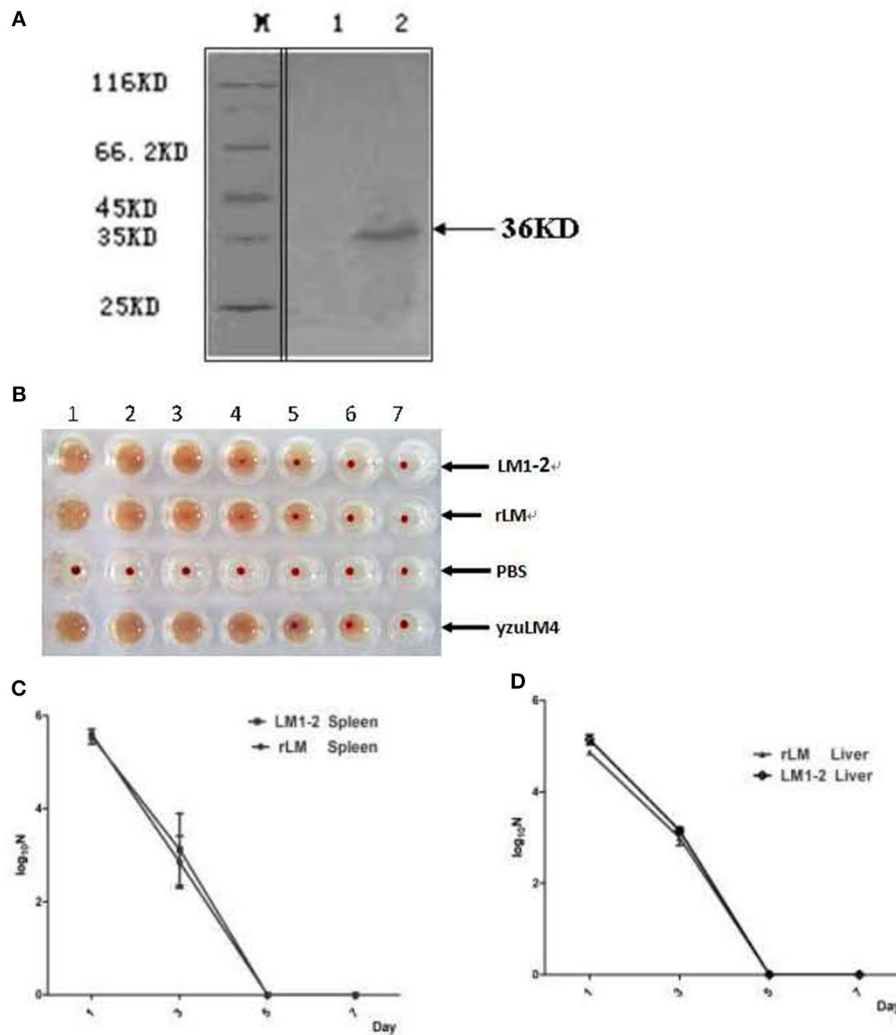 A
M 1 2
116KD
66.2KD
45KD
35KD
36KD
25KD
B
1 2 3 4 5 6 7
LM1-2↵
rLM↵
PBS
yzuLM4
C
6
4
2
0
log10N
LM1-2 Spleen
rLM Spleen
1 3 5 7
Day
D
6
4
2
0
log10N
rLM Liver
LM1-2 Liver
1 3 5 7
Day